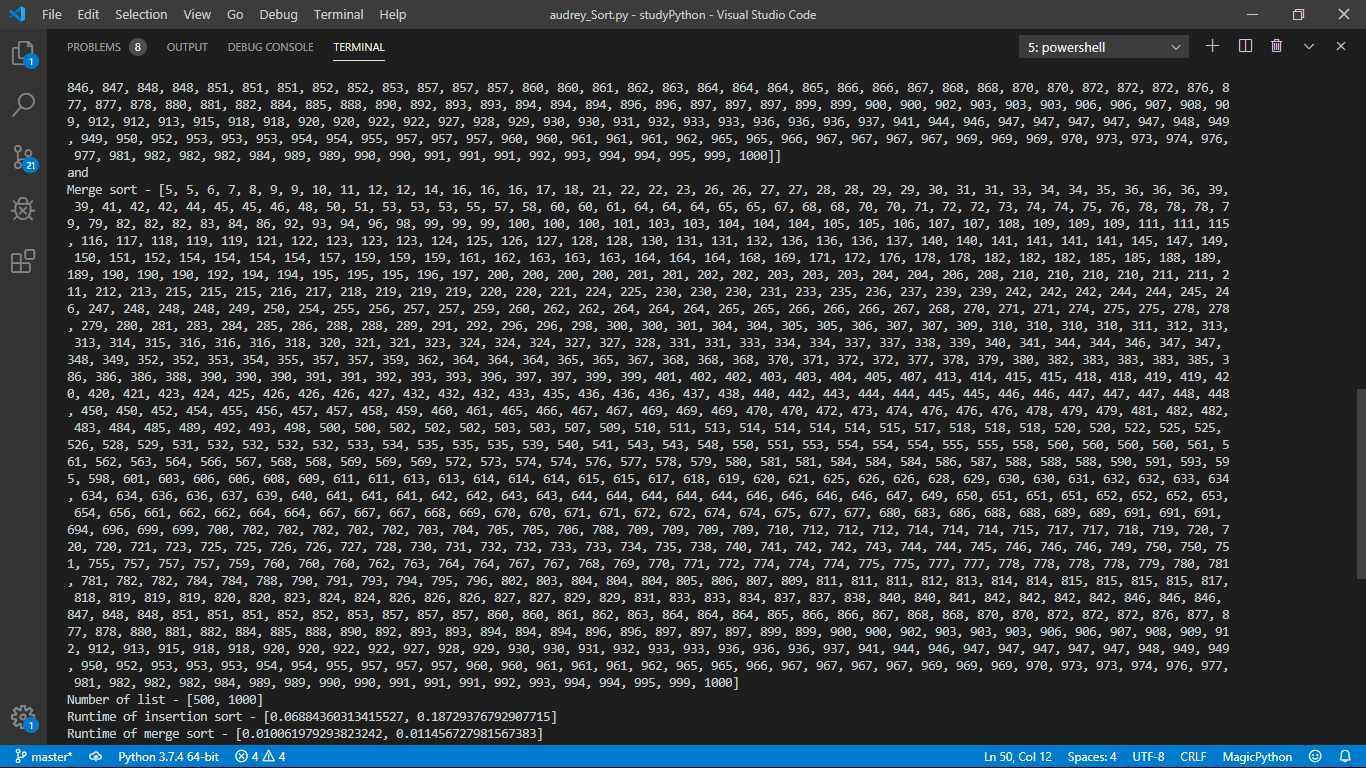 File Edit Selection View Go Debug Terminal Help audrey_Sort.py - studyPython - Visual Studio Code
PROBLEMS 8 OUTPUT DEBUG CONSOLE TERMINAL 5: powershell
846, 847, 848, 848, 851, 851, 851, 852, 852, 853, 857, 857, 857, 860, 860, 861, 862, 863, 864, 864, 864, 865, 866, 866, 867, 868, 868, 870, 870, 872, 872, 872, 876, 8
77, 877, 878, 880, 881, 882, 884, 885, 888, 890, 892, 893, 893, 894, 894, 894, 896, 896, 897, 897, 897, 899, 899, 900, 900, 902, 903, 903, 903, 906, 906, 907, 908, 90
9, 912, 912, 913, 915, 918, 918, 920, 920, 922, 922, 927, 928, 929, 930, 930, 931, 932, 933, 933, 936, 936, 936, 937, 941, 944, 946, 947, 947, 947, 947, 947, 948, 949
, 949, 950, 952, 953, 953, 953, 954, 954, 955, 957, 957, 957, 960, 960, 961, 961, 961, 962, 965, 965, 966, 967, 967, 967, 967, 969, 969, 969, 970, 973, 973, 974, 976,
977, 981, 982, 982, 982, 984, 989, 989, 990, 990, 991, 991, 991, 992, 993, 994, 994, 995, 999, 1000]]
and
Merge sort - [5, 5, 6, 7, 8, 9, 9, 10, 11, 12, 12, 14, 16, 16, 16, 17, 18, 21, 22, 22, 23, 26, 26, 27, 27, 28, 28, 29, 29, 30, 31, 31, 33, 34, 34, 35, 36, 36, 36, 39,
39, 41, 42, 42, 44, 45, 45, 46, 48, 50, 51, 53, 53, 53, 55, 57, 58, 60, 60, 61, 64, 64, 64, 65, 65, 67, 68, 68, 70, 70, 71, 72, 72, 73, 74, 74, 75, 76, 78, 78, 78, 7
9, 79, 82, 82, 82, 83, 84, 86, 92, 93, 94, 96, 98, 99, 99, 99, 100, 100, 100, 101, 103, 103, 104, 104, 104, 105, 105, 106, 107, 107, 108, 109, 109, 109, 111, 111, 115
, 116, 117, 118, 119, 119, 121, 122, 123, 123, 123, 124, 125, 126, 127, 128, 128, 130, 131, 131, 132, 136, 136, 136, 137, 140, 140, 141, 141, 141, 141, 145, 147, 149,
150, 151, 152, 154, 154, 154, 154, 157, 159, 159, 159, 161, 162, 163, 163, 163, 164, 164, 164, 168, 169, 171, 172, 176, 178, 178, 182, 182, 182, 185, 185, 188, 189,
189, 190, 190, 190, 192, 194, 194, 195, 195, 195, 196, 197, 200, 200, 200, 200, 201, 201, 202, 202, 203, 203, 203, 204, 204, 206, 208, 210, 210, 210, 210, 211, 211, 2
11, 212, 213, 215, 215, 215, 216, 217, 218, 219, 219, 219, 220, 220, 221, 224, 225, 230, 230, 230, 231, 233, 235, 236, 237, 239, 239, 242, 242, 242, 244, 244, 245, 24
6, 247, 248, 248, 248, 249, 250, 254, 255, 256, 257, 257, 259, 260, 262, 262, 264, 264, 264, 265, 265, 266, 266, 266, 267, 268, 270, 271, 271, 274, 275, 275, 278, 278
, 279, 280, 281, 283, 284, 285, 286, 288, 288, 289, 291, 292, 296, 296, 298, 300, 300, 301, 304, 304, 305, 305, 306, 307, 307, 309, 310, 310, 310, 310, 311, 312, 313,
313, 314, 315, 316, 316, 316, 318, 320, 321, 321, 323, 324, 324, 324, 327, 327, 328, 331, 331, 333, 334, 334, 337, 337, 338, 339, 340, 341, 344, 344, 346, 347, 347,
348, 349, 352, 352, 353, 354, 355, 357, 357, 359, 362, 364, 364, 364, 365, 365, 367, 368, 368, 368, 370, 371, 372, 372, 377, 378, 379, 380, 382, 383, 383, 383, 385, 3
86, 386, 386, 388, 390, 390, 390, 391, 391, 392, 393, 393, 396, 397, 397, 399, 399, 401, 402, 402, 403, 403, 404, 405, 407, 413, 414, 415, 415, 418, 418, 419, 419, 42
0, 420, 421, 423, 424, 425, 426, 426, 426, 427, 432, 432, 432, 433, 435, 436, 436, 436, 437, 438, 440, 442, 443, 444, 444, 445, 445, 446, 446, 447, 447, 447, 448, 448
, 450, 450, 452, 454, 455, 456, 457, 457, 458, 459, 460, 461, 465, 466, 467, 467, 469, 469, 469, 470, 470, 472, 473, 474, 476, 476, 476, 478, 479, 479, 481, 482, 482,
483, 484, 485, 489, 492, 493, 498, 500, 500, 502, 502, 502, 503, 503, 507, 509, 510, 511, 513, 514, 514, 514, 514, 515, 517, 518, 518, 518, 520, 520, 522, 525, 525,
526, 528, 529, 531, 532, 532, 532, 532, 533, 534, 535, 535, 535, 539, 540, 541, 543, 543, 548, 550, 551, 553, 554, 554, 554, 555, 555, 558, 560, 560, 560, 560, 561, 5
61, 562, 563, 564, 566, 567, 568, 568, 569, 569, 569, 572, 573, 574, 574, 576, 577, 578, 579, 580, 581, 581, 584, 584, 584, 586, 587, 588, 588, 588, 590, 591, 593, 59
5, 598, 601, 603, 606, 606, 608, 609, 611, 611, 613, 613, 614, 614, 614, 615, 615, 617, 618, 619, 620, 621, 625, 626, 626, 628, 629, 630, 630, 631, 632, 632, 633, 634
, 634, 634, 636, 636, 637, 639, 640, 641, 641, 641, 642, 642, 643, 643, 644, 644, 644, 644, 644, 646, 646, 646, 646, 647, 649, 650, 651, 651, 651, 652, 652, 652, 653,
654, 656, 661, 662, 662, 664, 664, 667, 667, 667, 668, 669, 670, 670, 671, 671, 672, 672, 674, 674, 675, 677, 677, 680, 683, 686, 688, 688, 689, 689, 691, 691, 691,
694, 696, 699, 699, 700, 702, 702, 702, 702, 702, 703, 704, 705, 705, 706, 708, 709, 709, 709, 709, 710, 712, 712, 712, 714, 714, 714, 715, 717, 717, 718, 719, 720, 7
20, 720, 721, 723, 725, 725, 726, 726, 727, 728, 730, 731, 732, 732, 733, 733, 734, 735, 738, 740, 741, 742, 742, 743, 744, 744, 745, 746, 746, 746, 749, 750, 750, 75
1, 755, 757, 757, 757, 759, 760, 760, 760, 762, 763, 764, 764, 767, 767, 768, 769, 770, 771, 772, 774, 774, 774, 775, 775, 777, 777, 778, 778, 778, 778, 779, 780, 781
, 781, 782, 782, 784, 784, 788, 790, 791, 793, 794, 795, 796, 802, 803, 804, 804, 804, 805, 806, 807, 809, 811, 811, 811, 812, 813, 814, 814, 815, 815, 815, 815, 817,
818, 819, 819, 819, 820, 820, 823, 824, 824, 826, 826, 826, 827, 827, 829, 829, 831, 833, 833, 834, 837, 837, 838, 840, 840, 841, 842, 842, 842, 842, 846, 846, 846,
847, 848, 848, 851, 851, 851, 852, 852, 853, 857, 857, 857, 860, 860, 861, 862, 863, 864, 864, 864, 865, 866, 866, 867, 868, 868, 870, 870, 872, 872, 872, 876, 877, 8
77, 878, 880, 881, 882, 884, 885, 888, 890, 892, 893, 893, 894, 894, 894, 896, 896, 897, 897, 897, 899, 899, 900, 900, 902, 903, 903, 903, 906, 906, 907, 908, 909, 91
2, 912, 913, 915, 918, 918, 920, 920, 922, 922, 927, 928, 929, 930, 930, 931, 932, 933, 933, 936, 936, 936, 937, 941, 944, 946, 947, 947, 947, 947, 947, 948, 949, 949
, 950, 952, 953, 953, 953, 954, 954, 955, 957, 957, 957, 960, 960, 961, 961, 961, 962, 965, 965, 966, 967, 967, 967, 967, 969, 969, 969, 970, 973, 973, 974, 976, 977,
981, 982, 982, 982, 984, 989, 989, 990, 990, 991, 991, 991, 992, 993, 994, 994, 995, 999, 1000]
Number of list - [500, 1000]
Runtime of insertion sort - [0.06884360313415527, 0.18729376792907715]
Runtime of merge sort - [0.010061979293823242, 0.011456727981567383]
master* Python 3.7.4 64-bit 4 4 Ln 50, Col 12 Spaces: 4 UTF-8 CRLF MagicPython
1
21
1